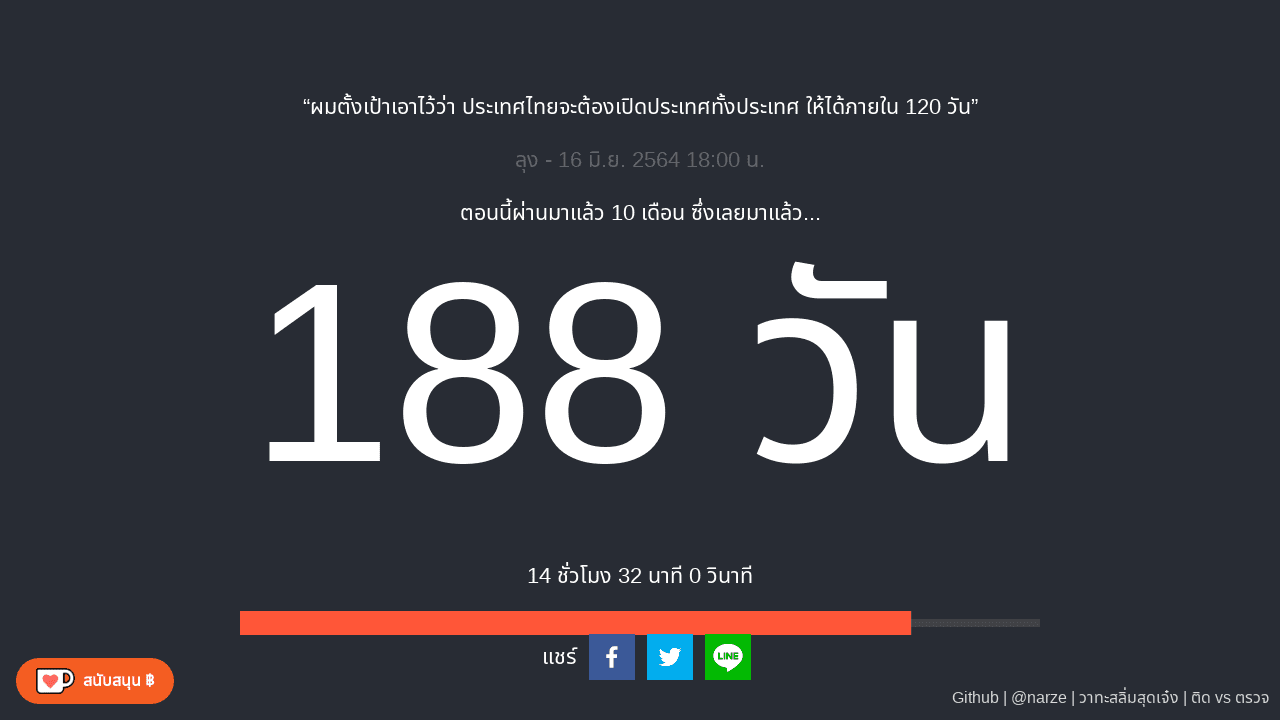 “ผมตั้งเป้าเอาไว้ว่า ประเทศไทยจะต้องเปิดประเทศทั้งประเทศ ให้ได้ภายใน 120 วัน”
ลุง - 16 มิ.ย. 2564 18:00 น.
ตอนนี้ผ่านมาแล้ว 10 เดือน ซึ่งเลยมาแล้ว...
188 วัน
14 ชั่วโมง 32 นาที 0 วินาที
แชร์
LINE
สนับสนุน ฿
Github | @narze | วาทะสลิ่มสุดเจ๋ง | ติด vs ตรวจ